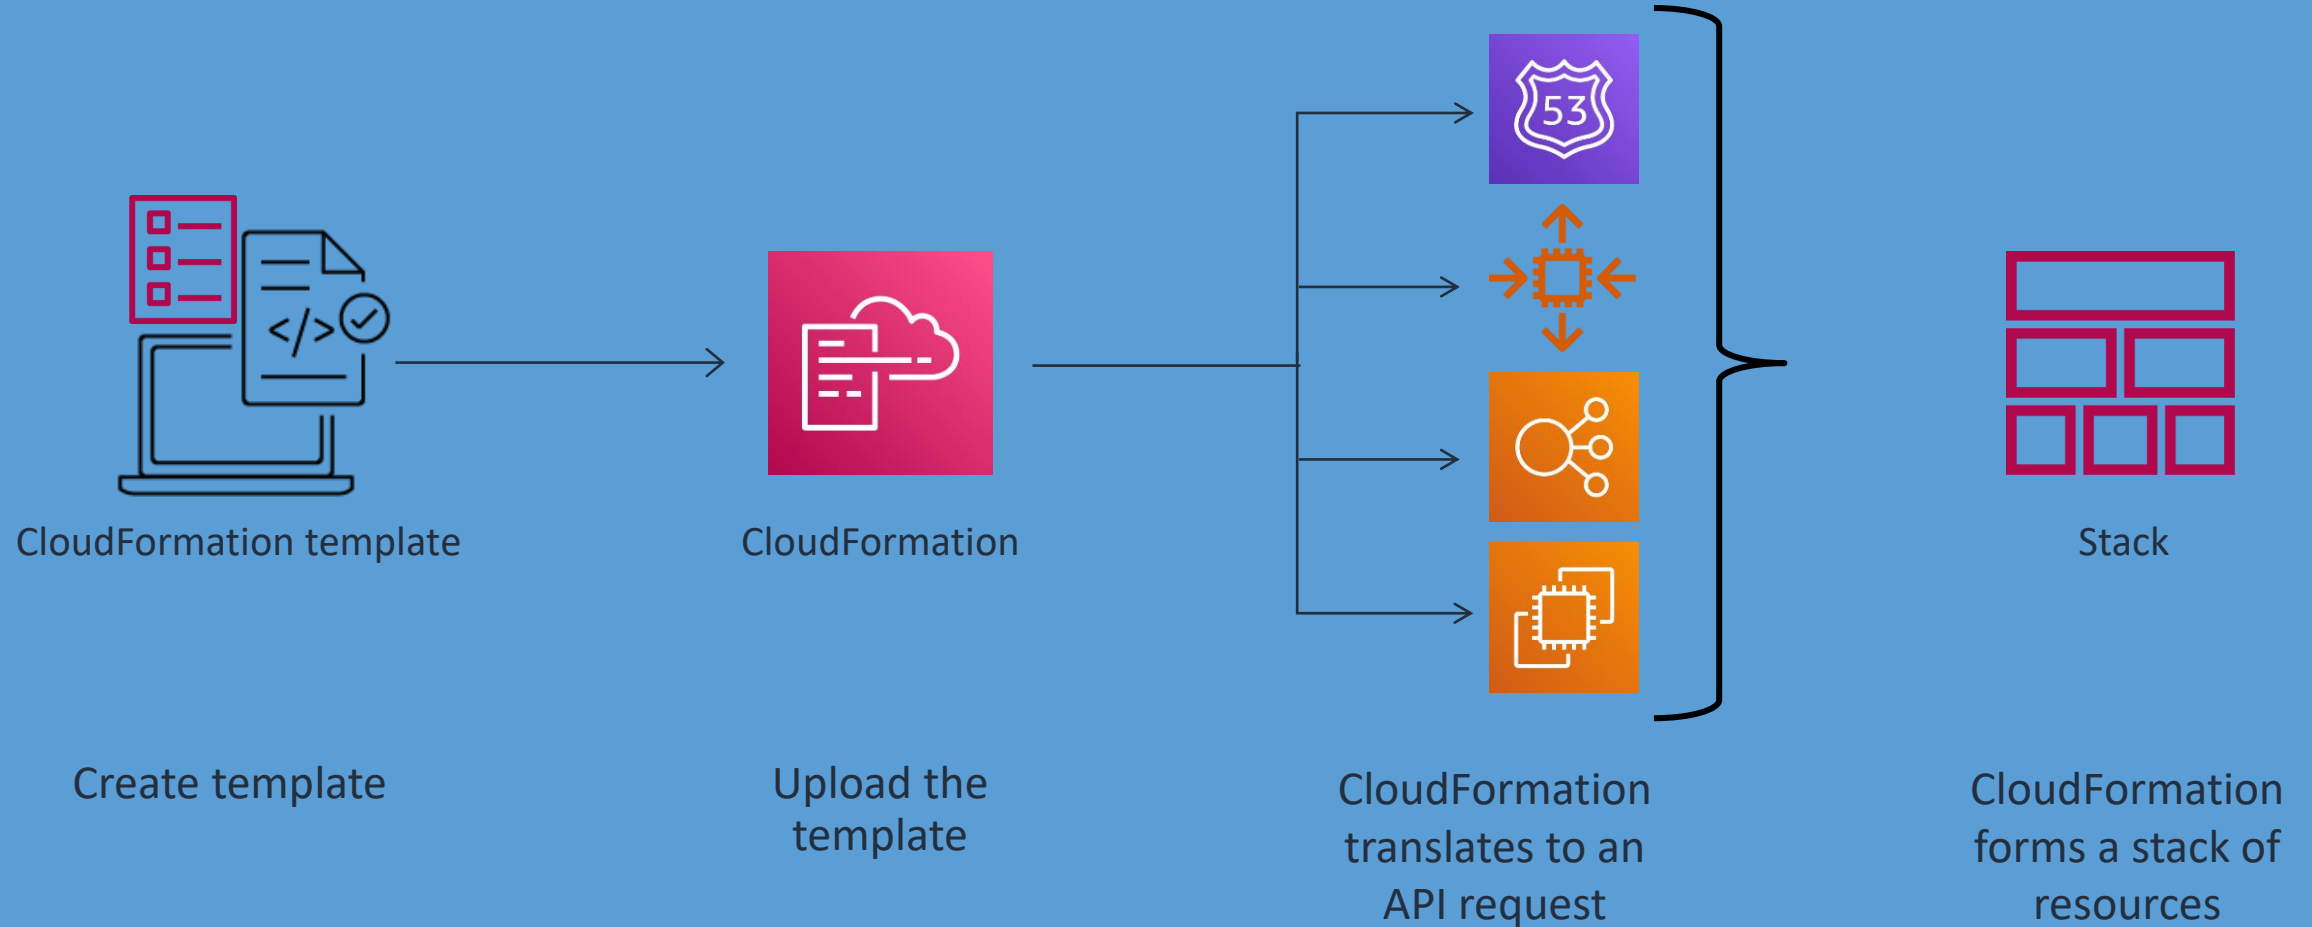 53
</>
CloudFormation template
CloudFormation
Stack
Create template
Upload the
template
CloudFormation
translates to an
API request
CloudFormation
forms a stack of
resources